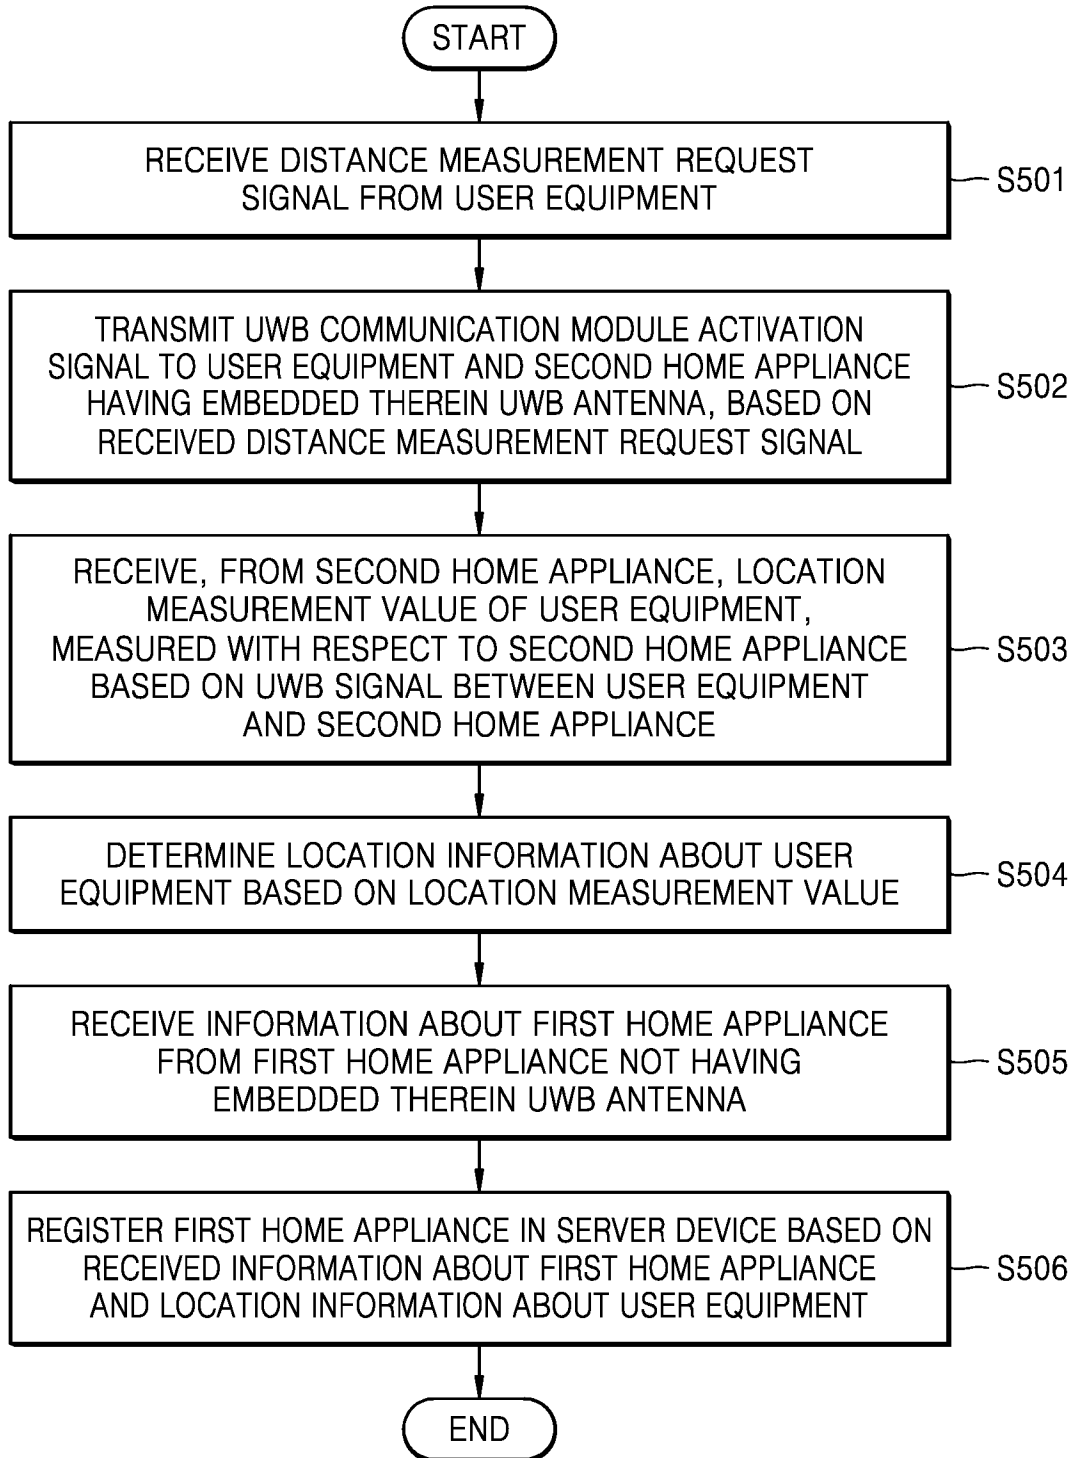 START
RECEIVE DISTANCE MEASUREMENT REQUEST
SIGNAL FROM USER EQUIPMENT
S501
TRANSMIT UWB COMMUNICATION MODULE ACTIVATION
SIGNAL TO USER EQUIPMENT AND SECOND HOME APPLIANCE
HAVING EMBEDDED THEREIN UWB ANTENNA, BASED ON
RECEIVED DISTANCE MEASUREMENT REQUEST SIGNAL
S502
RECEIVE, FROM SECOND HOME APPLIANCE, LOCATION
MEASUREMENT VALUE OF USER EQUIPMENT,
MEASURED WITH RESPECT TO SECOND HOME APPLIANCE
BASED ON UWB SIGNAL BETWEEN USER EQUIPMENT
AND SECOND HOME APPLIANCE
S503
DETERMINE LOCATION INFORMATION ABOUT USER
EQUIPMENT BASED ON LOCATION MEASUREMENT VALUE
S504
RECEIVE INFORMATION ABOUT FIRST HOME APPLIANCE
FROM FIRST HOME APPLIANCE NOT HAVING
EMBEDDED THEREIN UWB ANTENNA
S505
REGISTER FIRST HOME APPLIANCE IN SERVER DEVICE BASED ON
RECEIVED INFORMATION ABOUT FIRST HOME APPLIANCE
AND LOCATION INFORMATION ABOUT USER EQUIPMENT
S506
END